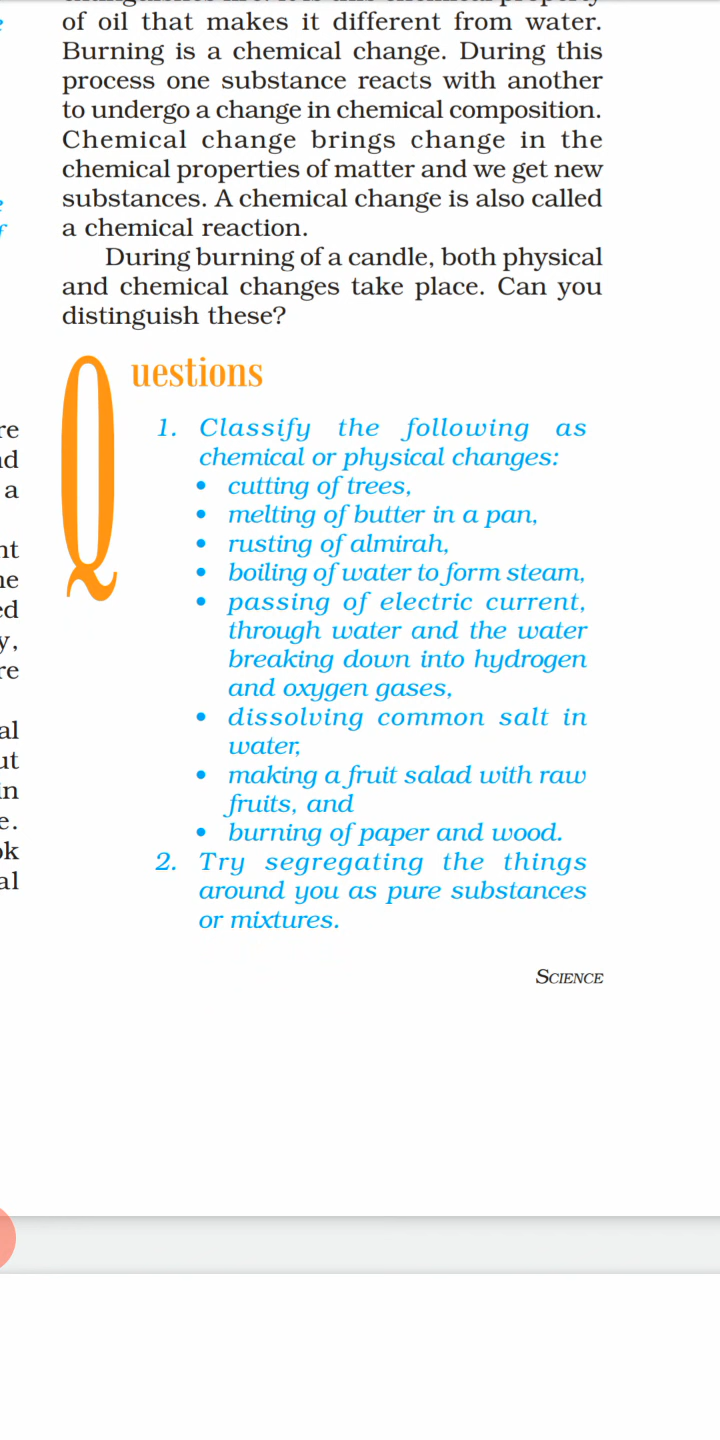 of oil that makes it different from water.
Burning is a chemical change. During this
process one substance reacts with another
to undergo a change in chemical composition.
Chemical change brings change in the
chemical properties of matter and we get new
substances. A chemical change is also called
a chemical reaction.
During burning of a candle, both physical
and chemical changes take place. Can you
distinguish these?
Questions
1. Classify the following as
chemical or physical changes:
• cutting of trees,
• melting of butter in a pan,
• rusting of almirah,
• boiling of water to form steam,
• passing of electric current,
through water and the water
breaking down into hydrogen
and oxygen gases,
• dissolving common salt in
water,
• making a fruit salad with raw
fruits, and
• burning of paper and wood.
2. Try segregating the things
around you as pure substances
or mixtures.
SCIENCE